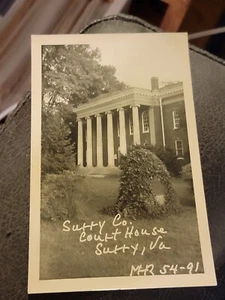 Surry Co.
Court House
Surry, Va
MR 54-91